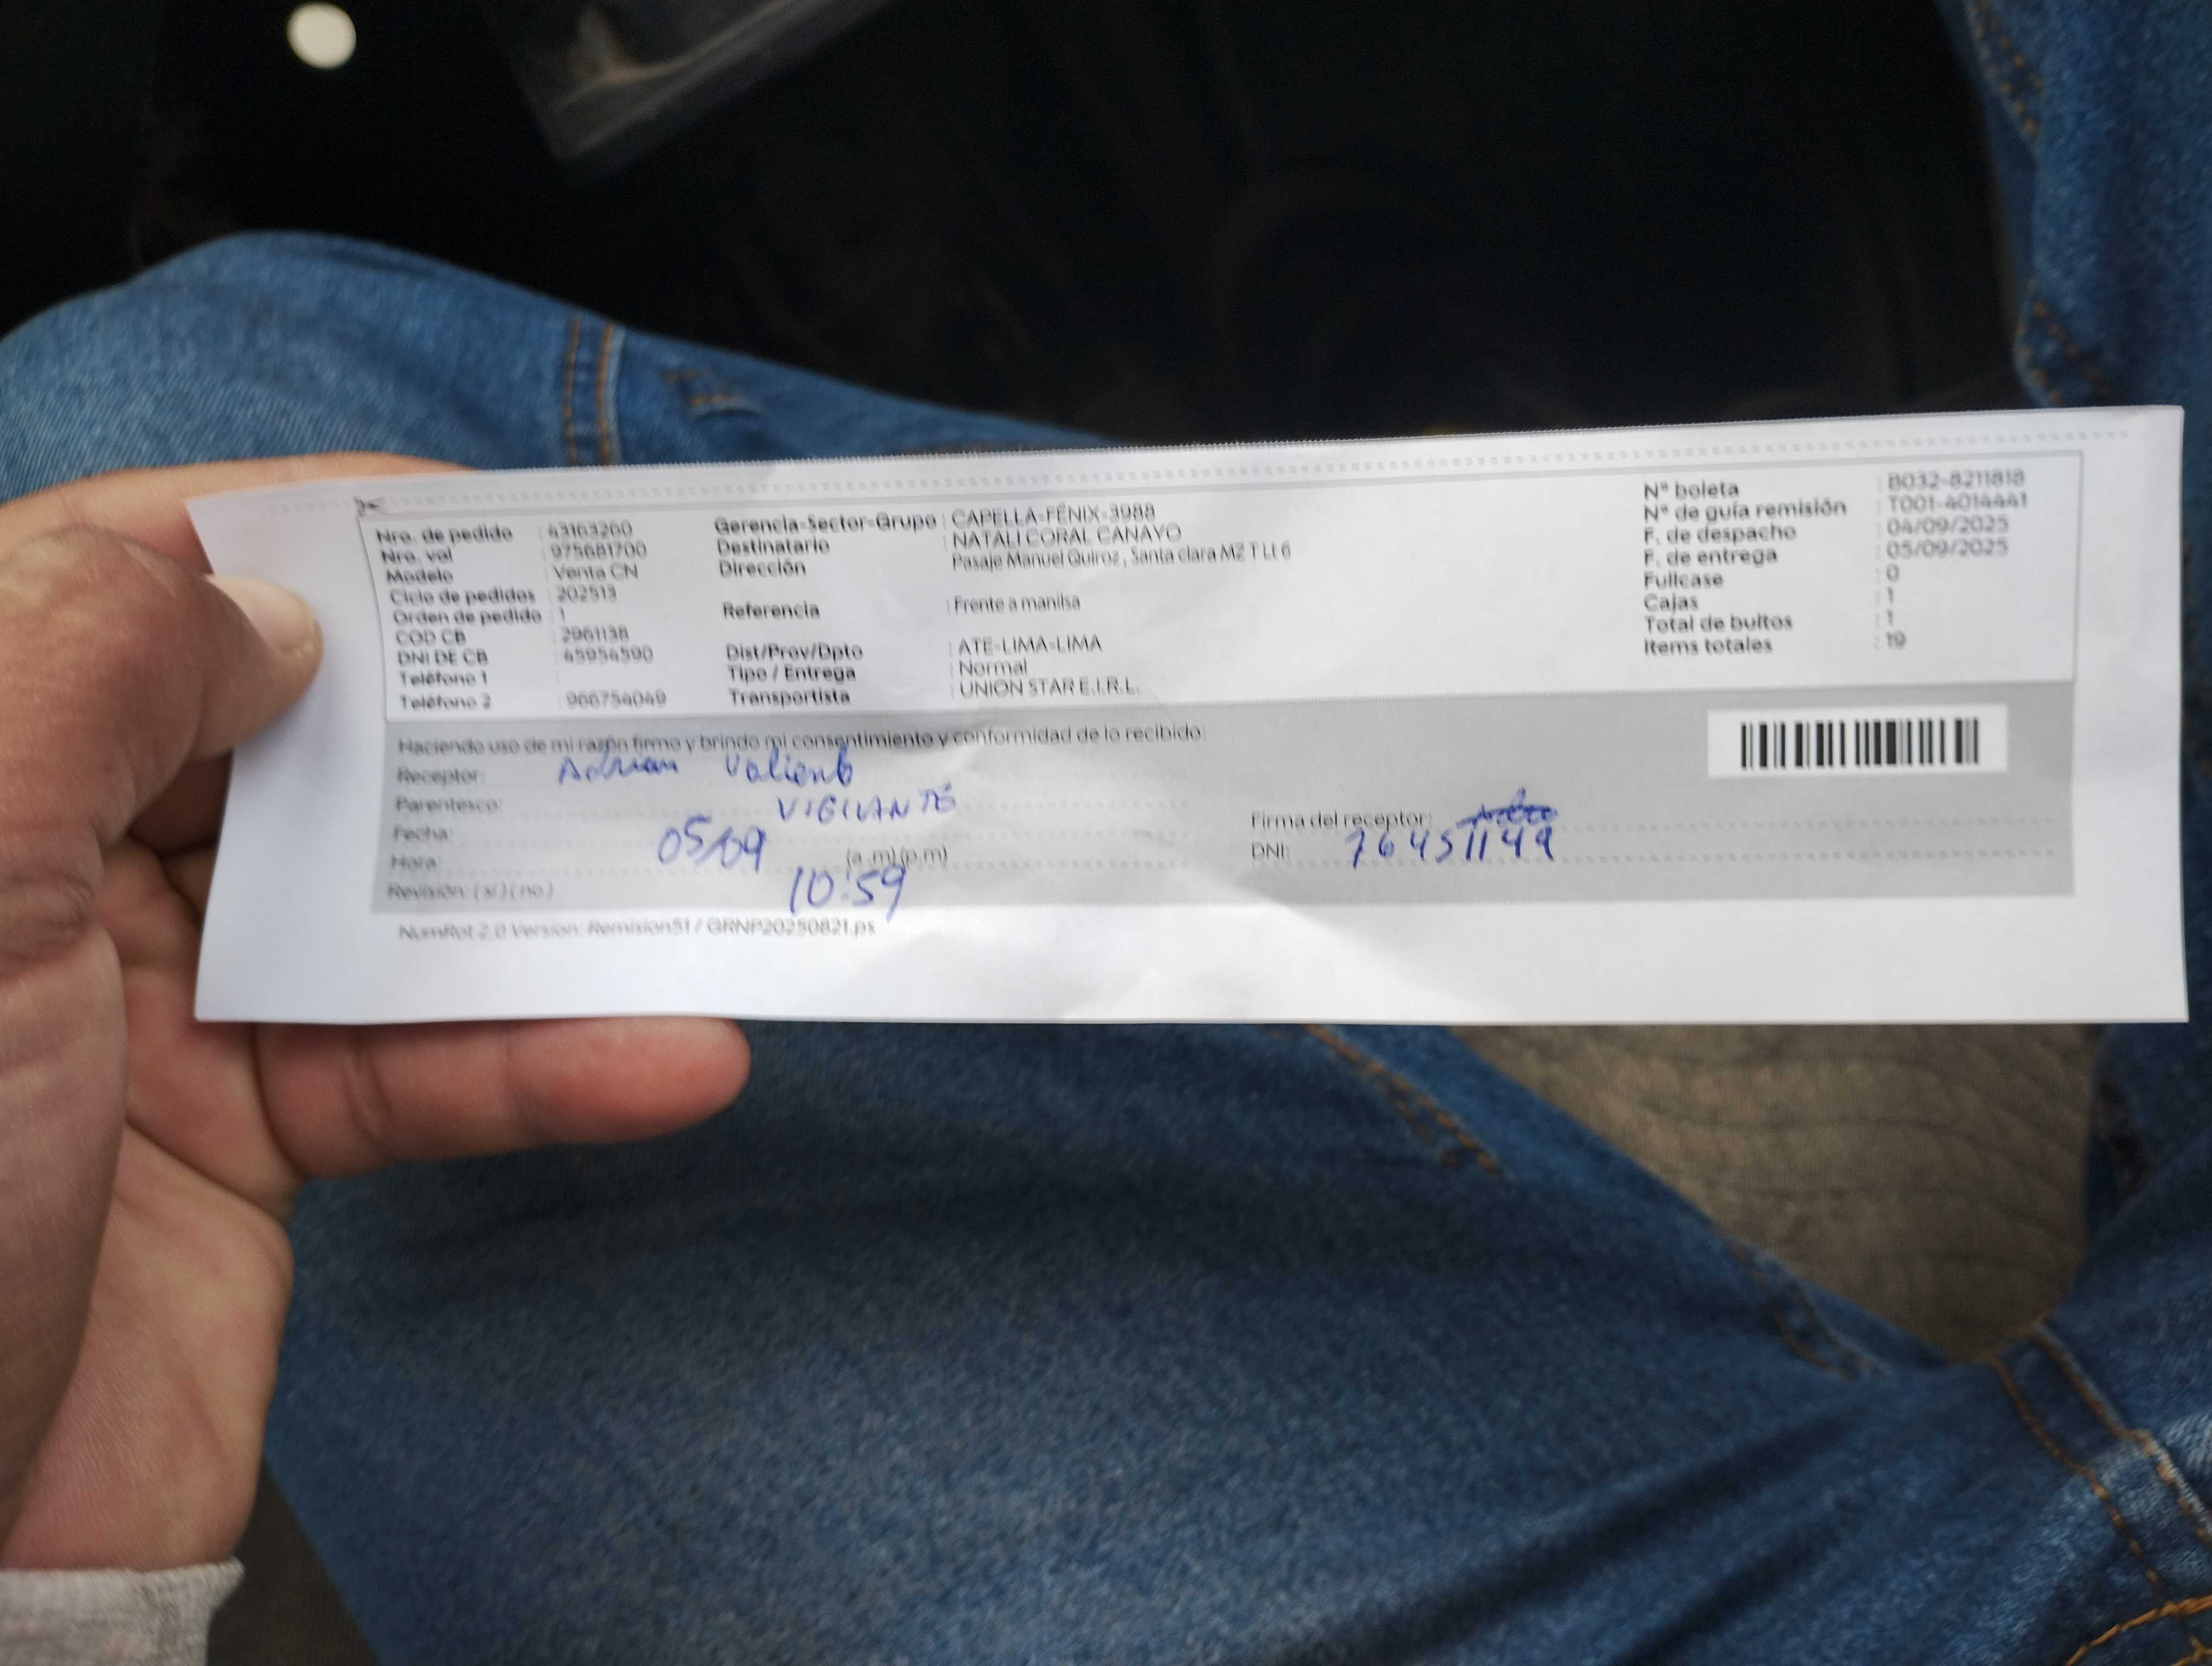 Nro. de pedido : 43163260
Nro. vol : 975681700
Modelo : Venta CN
Ciclo de pedidos : 202513
Orden de pedido : 1
COD CB : 2961138
DNI DE CB : 45954590
Teléfono 1 :
Teléfono 2 : 966754049
Gerencia-Sector-Grupo : CAPELLA-FÉNIX-3988
Destinatario : NATALI CORAL CANAYO
Dirección : Pasaje Manuel Quiroz, Santa clara MZ T Lt 6
Referencia : Frente a manilsa
Dist/Prov/Dpto : ATE-LIMA-LIMA
Tipo / Entrega : Normal
Transportista : UNION STAR E.I.R.L.
N° boleta : B032-8211818
N° de guía remisión : T001-4014441
F. de despacho : 04/09/2025
F. de entrega : 05/09/2025
Fullcase : 0
Cajas : 1
Total de bultos : 1
Items totales : 19
Haciendo uso de mi razón firmo y brindo mi consentimiento y conformidad de lo recibido:
Receptor: Adrian Valiente
Parentesco: VIGILANTE
Fecha: 05/09
Hora: (a.m)(p.m)
10:59
Revisión: (si) (no)
Firma del receptor:
DNI: 76451149
NumRot 2.0 Version: Remision51 / GRNP20250821.ps